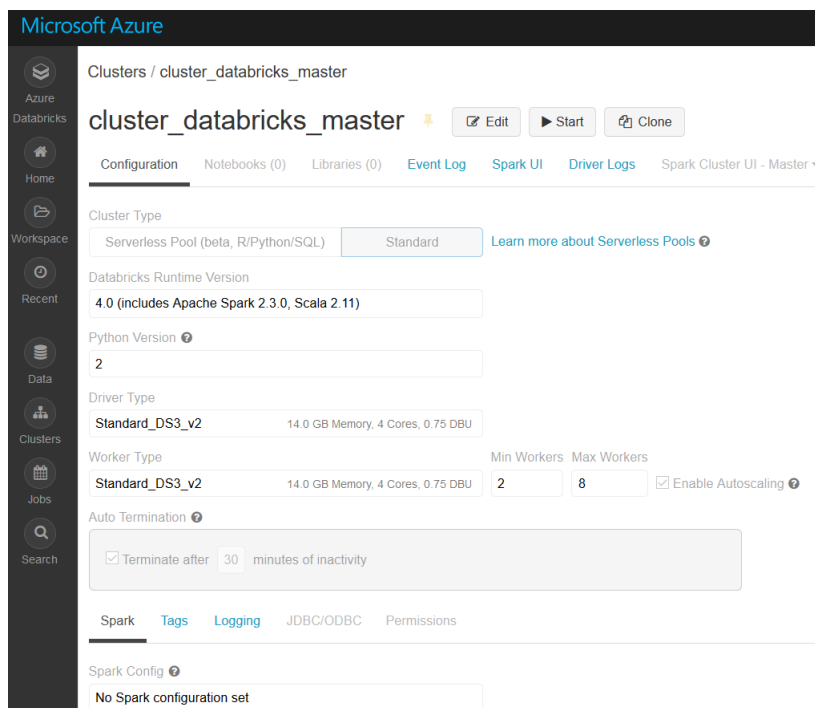 Microsoft Azure
Azure
Databricks
Home
Workspace
Recent
Data
Clusters
Jobs
Search
Clusters / cluster_databricks_master
cluster_databricks_master Edit Start Clone
Configuration Notebooks (0) Libraries (0) Event Log Spark UI Driver Logs Spark Cluster UI - Master
Cluster Type
Serverless Pool (beta, R/Python/SQL) Standard Learn more about Serverless Pools ?
Databricks Runtime Version
4.0 (includes Apache Spark 2.3.0, Scala 2.11)
Python Version ?
2
Driver Type
Standard_DS3_v2 14.0 GB Memory, 4 Cores, 0.75 DBU
Worker Type Min Workers Max Workers
Standard_DS3_v2 14.0 GB Memory, 4 Cores, 0.75 DBU 2 8 Enable Autoscaling ?
Auto Termination ?
Terminate after 30 minutes of inactivity
Spark Tags Logging JDBC/ODBC Permissions
Spark Config ?
No Spark configuration set